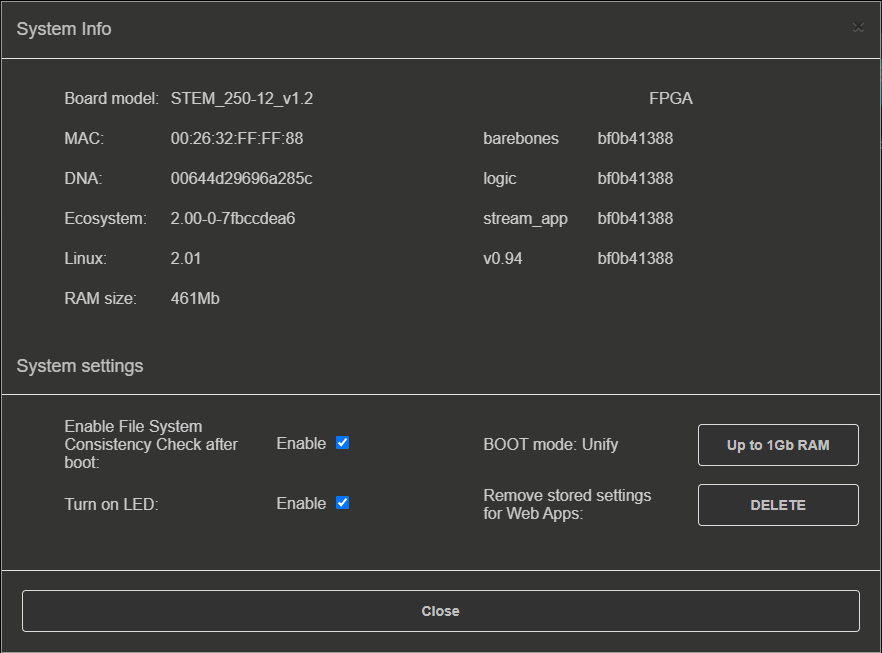 System Info
×
Board model: STEM_250-12_v1.2
FPGA
MAC: 00:26:32:FF:FF:88
barebones bf0b41388
DNA: 00644d29696a285c
logic bf0b41388
Ecosystem: 2.00-0-7fbccdea6
stream_app bf0b41388
Linux: 2.01
v0.94 bf0b41388
RAM size: 461Mb
System settings
Enable File System
Consistency Check after
boot:
Enable
BOOT mode: Unify
Up to 1Gb RAM
Turn on LED:
Enable
Remove stored settings
for Web Apps:
DELETE
Close